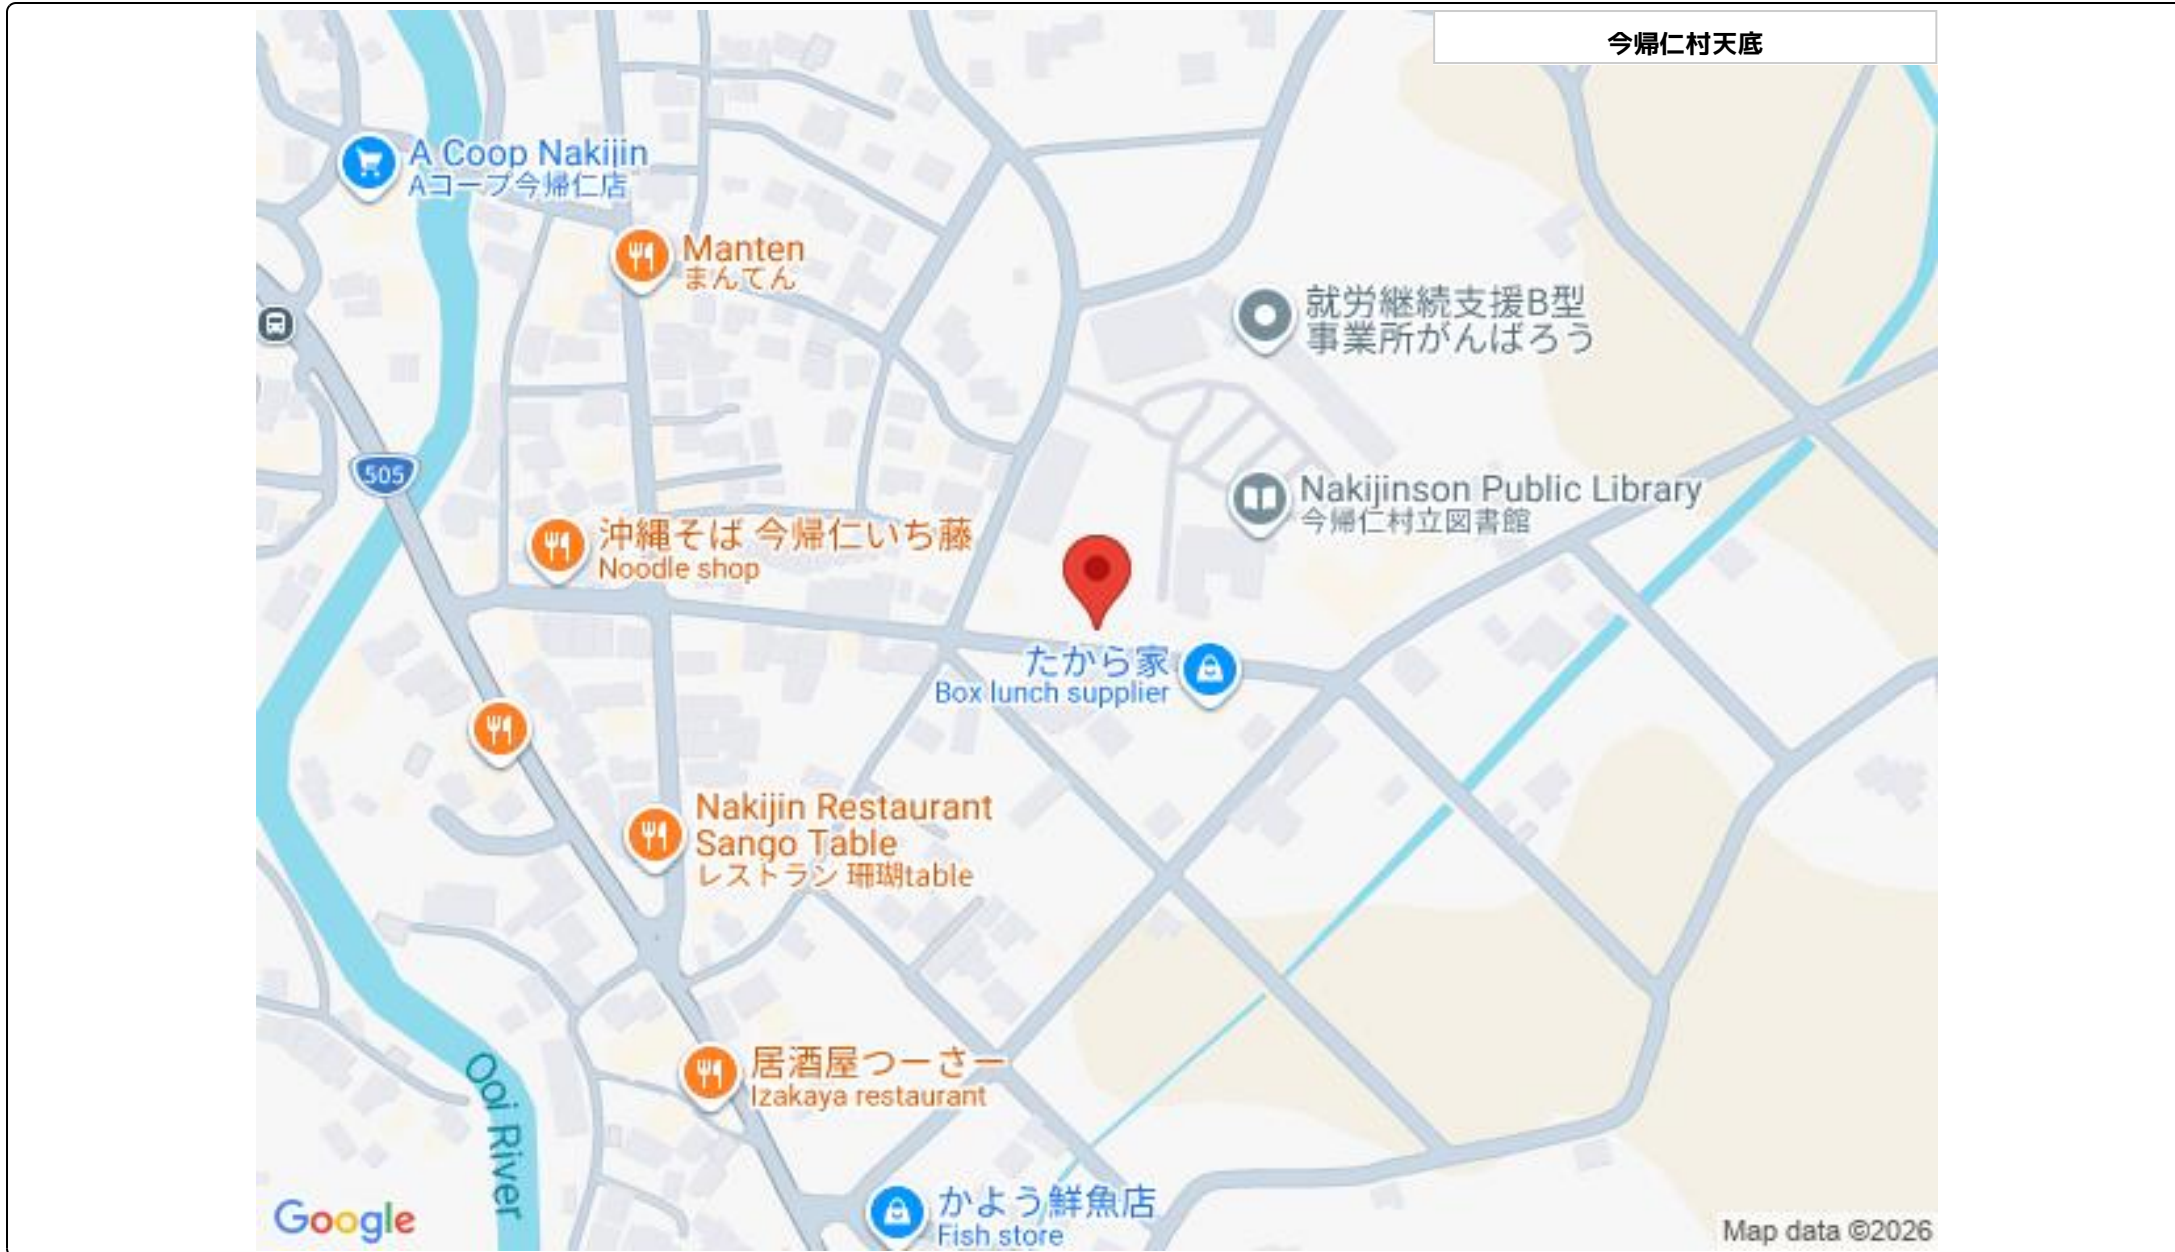 今帰仁村天底
A Coop Nakijin
Aコープ今帰仁店
Manten
まんてん
就労継続支援B型
事業所がんばろう
505
Nakijinson Public Library
今帰仁村立図書館
沖縄そば 今帰仁いち藤
Noodle shop
たから家
Box lunch supplier
Nakijin Restaurant
Sango Table
レストラン 珊瑚table
居酒屋つーさー
Izakaya restaurant
Ooi River
かよう鮮魚店
Fish store
Google
Map data ©2026